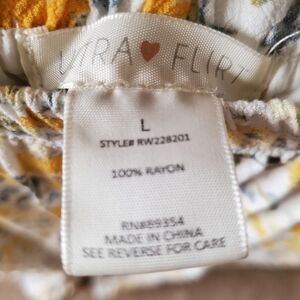 VIRA ♥ FLIRT
L
STYLE# RW228201
100% RAYON
RN#89354
MADE IN CHINA
SEE REVERSE FOR CARE